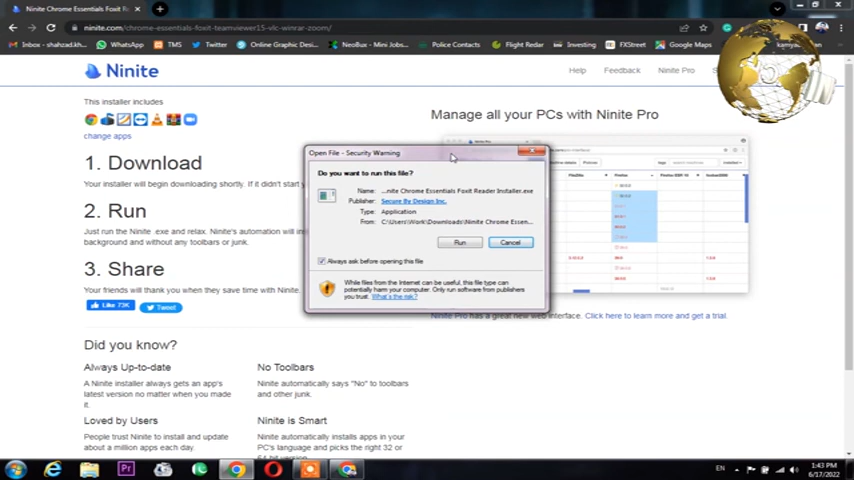 Ninite Chrome Essentials Foxit R
ninite.com/chrome-essentials-foxit-teamviewer15-vlc-winrar-zoom/
Inbox - shahzad.kh...
WhatsApp
TMS
Twitter
Online Graphic Desi...
NeoBux - Mini Jobs...
Police Contacts
Flight Radar
Investing
FXStreet
Google Maps
Ninite
Help
Feedback
Ninite Pro
This installer includes
change apps
1. Download
Your installer will begin downloading shortly. If it didn't start
2. Run
Just run the Ninite .exe and relax. Ninite's automation will
background and without any toolbars or junk.
3. Share
Your friends will thank you when they save time with Ninite.
Like 73K
Tweet
Did you know?
Always Up-to-date
A Ninite installer always gets an app's
latest version no matter when you made
it.
No Toolbars
Ninite automatically says "No" to toolbars
and other junk.
Loved by Users
People trust Ninite to install and update
about a million apps each day.
Ninite is Smart
Ninite automatically installs apps in your
PC's language and picks the right 32 or
Manage all your PCs with Ninite Pro
Ninite Pro has a great new web interface. Click here to learn more and get a trial.
Open File - Security Warning
Do you want to run this file?
Name: ...nite Chrome Essentials Foxit Reader Installer.exe
Publisher: Secure By Design Inc.
Type: Application
From: C:\Users\Work\Downloads\Ninite Chrome Essen...
Run
Cancel
Always ask before opening this file
While files from the Internet can be useful, this file type can
potentially harm your computer. Only run software from publishers
you trust. What's the risk?
EN
1:43 PM
6/17/2022